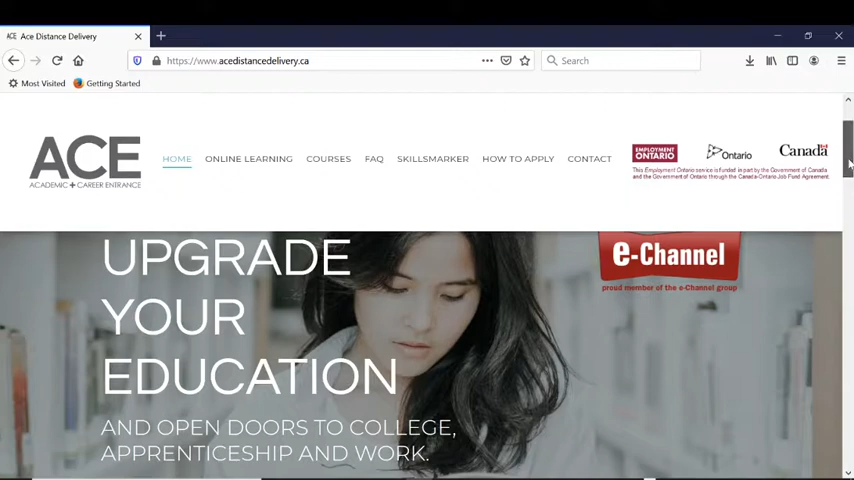 Ace Distance Delivery
https://www.acedistancedelivery.ca
Search
Most Visited
Getting Started
ACE
ACADEMIC + CAREER ENTRANCE
HOME
ONLINE LEARNING
COURSES
FAQ
SKILLSMARKER
HOW TO APPLY
CONTACT
EMPLOYMENT
ONTARIO
Ontario
Canada
This Employment Ontario service is funded in part by the Government of Canada
and the Government of Ontario through the Canada-Ontario Job Fund Agreement.
UPGRADE
YOUR
EDUCATION
AND OPEN DOORS TO COLLEGE,
APPRENTICESHIP AND WORK.
e-Channel
proud member of the e-Channel group